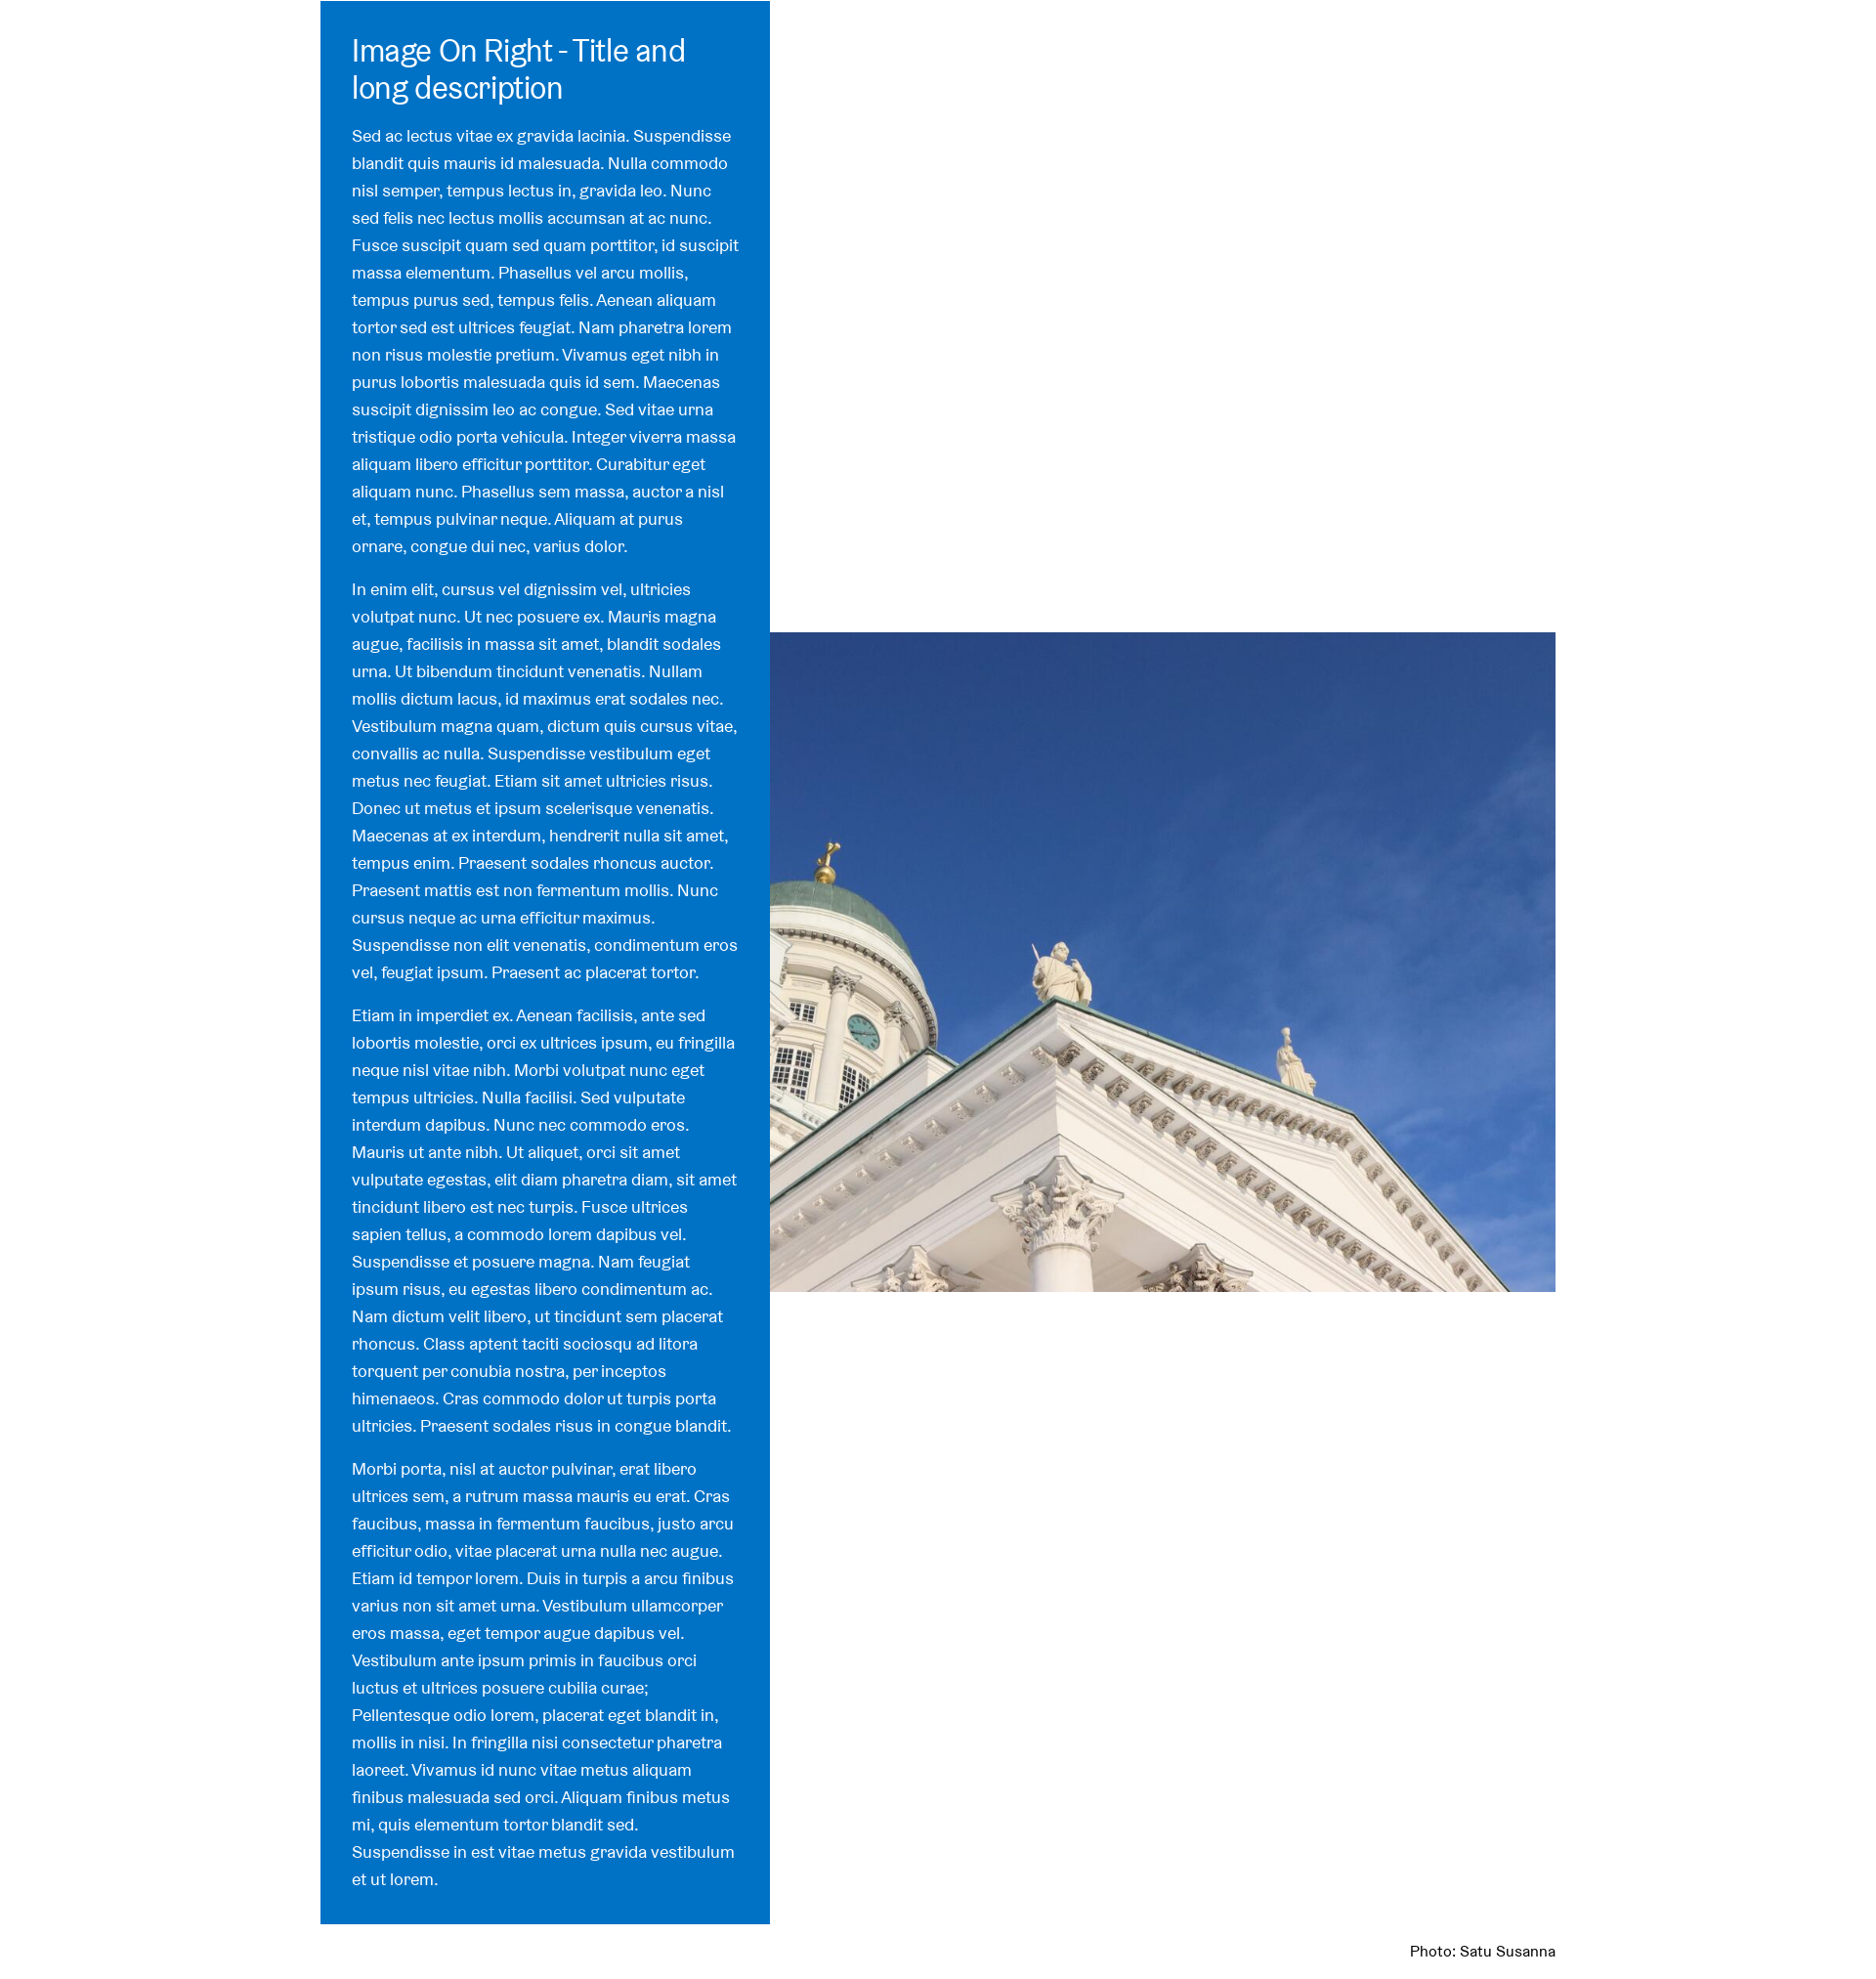 Image On Right - Title and
long description
Sed ac lectus vitae ex gravida lacinia. Suspendisse
blandit quis mauris id malesuada. Nulla commodo
nisl semper, tempus lectus in, gravida leo. Nunc
sed felis nec lectus mollis accumsan at ac nunc.
Fusce suscipit quam sed quam porttitor, id suscipit
massa elementum. Phasellus vel arcu mollis,
tempus purus sed, tempus felis. Aenean aliquam
tortor sed est ultrices feugiat. Nam pharetra lorem
non risus molestie pretium. Vivamus eget nibh in
purus lobortis malesuada quis id sem. Maecenas
suscipit dignissim leo ac congue. Sed vitae urna
tristique odio porta vehicula. Integer viverra massa
aliquam libero efficitur porttitor. Curabitur eget
aliquam nunc. Phasellus sem massa, auctor a nisl
et, tempus pulvinar neque. Aliquam at purus
ornare, congue dui nec, varius dolor.
In enim elit, cursus vel dignissim vel, ultricies
volutpat nunc. Ut nec posuere ex. Mauris magna
augue, facilisis in massa sit amet, blandit sodales
urna. Ut bibendum tincidunt venenatis. Nullam
mollis dictum lacus, id maximus erat sodales nec.
Vestibulum magna quam, dictum quis cursus vitae,
convallis ac nulla. Suspendisse vestibulum eget
metus nec feugiat. Etiam sit amet ultricies risus.
Donec ut metus et ipsum scelerisque venenatis.
Maecenas at ex interdum, hendrerit nulla sit amet,
tempus enim. Praesent sodales rhoncus auctor.
Praesent mattis est non fermentum mollis. Nunc
cursus neque ac urna efficitur maximus.
Suspendisse non elit venenatis, condimentum eros
vel, feugiat ipsum. Praesent ac placerat tortor.
Etiam in imperdiet ex. Aenean facilisis, ante sed
lobortis molestie, orci ex ultrices ipsum, eu fringilla
neque nisl vitae nibh. Morbi volutpat nunc eget
tempus ultricies. Nulla facilisi. Sed vulputate
interdum dapibus. Nunc nec commodo eros.
Mauris ut ante nibh. Ut aliquet, orci sit amet
vulputate egestas, elit diam pharetra diam, sit amet
tincidunt libero est nec turpis. Fusce ultrices
sapien tellus, a commodo lorem dapibus vel.
Suspendisse et posuere magna. Nam feugiat
ipsum risus, eu egestas libero condimentum ac.
Nam dictum velit libero, ut tincidunt sem placerat
rhoncus. Class aptent taciti sociosqu ad litora
torquent per conubia nostra, per inceptos
himenaeos. Cras commodo dolor ut turpis porta
ultricies. Praesent sodales risus in congue blandit.
Morbi porta, nisl at auctor pulvinar, erat libero
ultrices sem, a rutrum massa mauris eu erat. Cras
faucibus, massa in fermentum faucibus, justo arcu
efficitur odio, vitae placerat urna nulla nec augue.
Etiam id tempor lorem. Duis in turpis a arcu finibus
varius non sit amet urna. Vestibulum ullamcorper
eros massa, eget tempor augue dapibus vel.
Vestibulum ante ipsum primis in faucibus orci
luctus et ultrices posuere cubilia curae;
Pellentesque odio lorem, placerat eget blandit in,
mollis in nisi. In fringilla nisi consectetur pharetra
laoreet. Vivamus id nunc vitae metus aliquam
finibus malesuada sed orci. Aliquam finibus metus
mi, quis elementum tortor blandit sed.
Suspendisse in est vitae metus gravida vestibulum
et ut lorem.
Photo: Satu Susanna